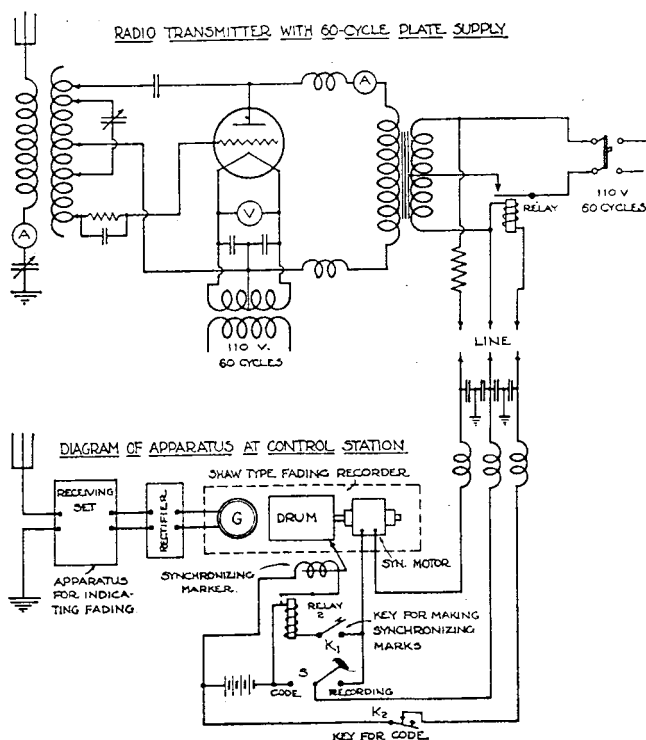 RADIO TRANSMITTER WITH 60-CYCLE PLATE SUPPLY
A
A
V
RELAY
110 V
60 CYCLES
110 V.
60 CYCLES
LINE
DIAGRAM OF APPARATUS AT CONTROL STATION
SHAW TYPE FADING RECORDER
RECEIVING
SET
RECTIFIER
G
DRUM
SYN. MOTOR
APPARATUS
FOR INDICA-
TING FADING.
SYNCHRONIZING
MARKER.
RELAY
2
K1
KEY FOR MAKING
SYNCHRONIZING
MARKS
S
CODE
RECORDING
K2
KEY FOR CODE